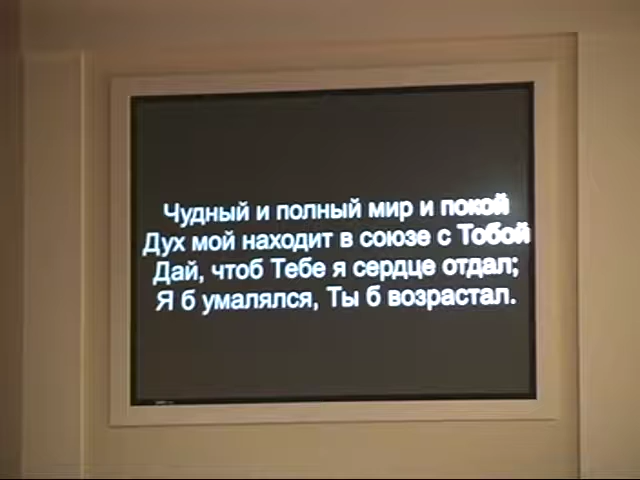 Чудный и полный мир и покой
Дух мой находит в союзе с Тобой
Дай, чтоб Тебе я сердце отдал;
Я б умалялся, Ты б возрастал.